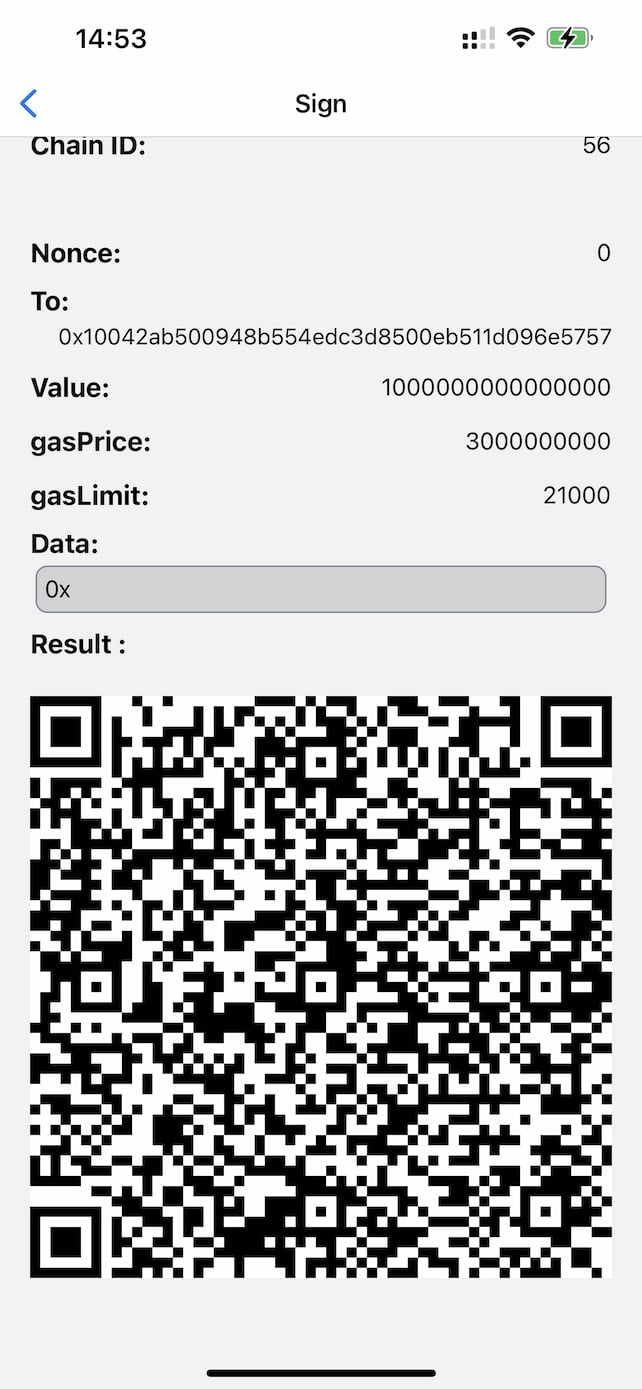 14:53
Sign
Chain ID: 56
Nonce: 0
To:
0x10042ab500948b554edc3d8500eb511d096e5757
Value: 1000000000000000
gasPrice: 3000000000
gasLimit: 21000
Data:
0x
Result :